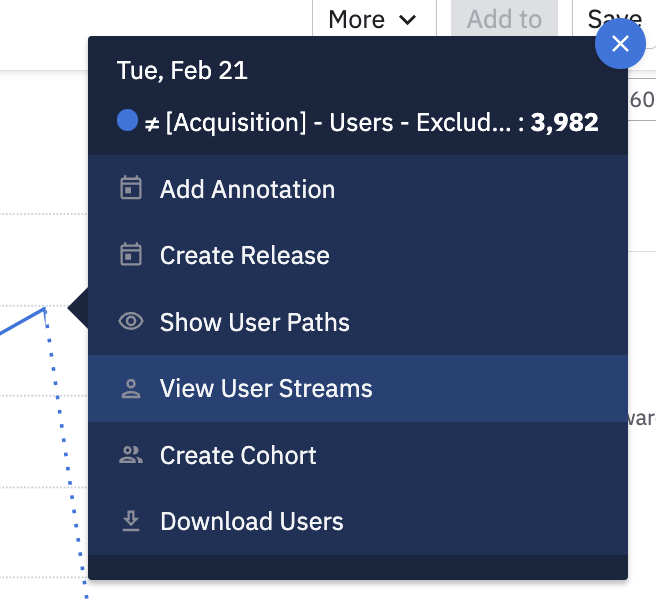 More
Add to
Save
Tue, Feb 21
60
≠ [Acquisition] - Users - Exclud... : 3,982
Add Annotation
Create Release
Show User Paths
View User Streams
Create Cohort
Download Users